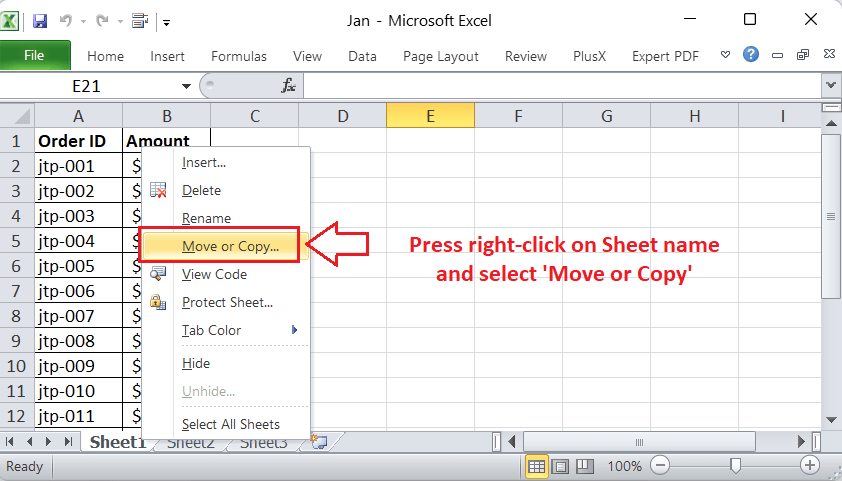 Jan - Microsoft Excel
File Home Insert Formulas View Data Page Layout Review PlusX Expert PDF
E21 fx
A B C D E F G H I
1 Order ID Amount
2 jtp-001 $
3 jtp-002 $
4 jtp-003 $
5 jtp-004 $
6 jtp-005 $
7 jtp-006 $
8 jtp-007 $
9 jtp-008 $
10 jtp-009 $
11 jtp-010 $
12 jtp-011 $
Insert...
Delete
Rename
Move or Copy...
View Code
Protect Sheet...
Tab Color
Hide
Unhide...
Select All Sheets
Press right-click on Sheet name
and select 'Move or Copy'
Sheet1 Sheet2 Sheet3
Ready 100%